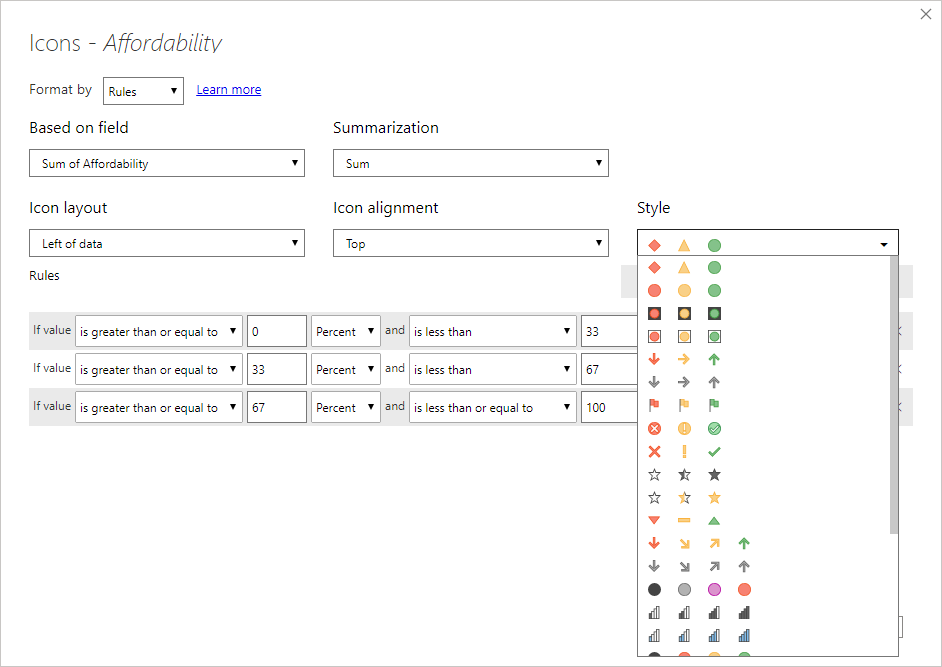 Icons - Affordability
Format by Rules Learn more
Based on field Summarization
Sum of Affordability Sum
Icon layout Icon alignment Style
Left of data Top
Rules
If value is greater than or equal to 0 Percent and is less than 33
If value is greater than or equal to 33 Percent and is less than 67
If value is greater than or equal to 67 Percent and is less than or equal to 100